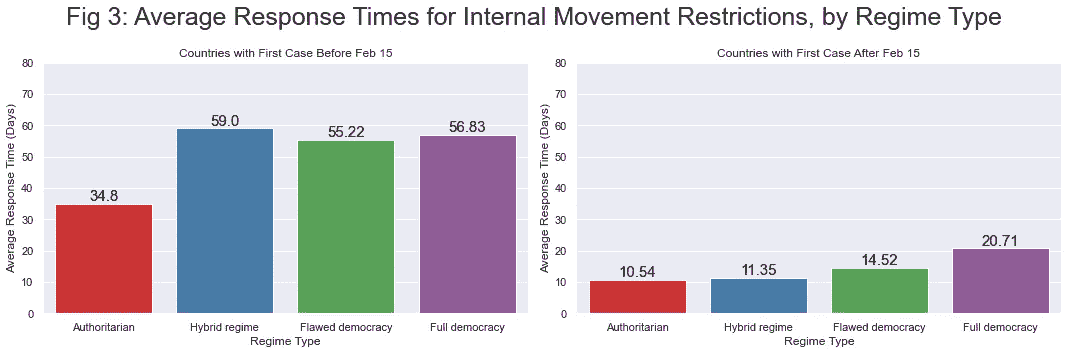 Fig 3: Average Response Times for Internal Movement Restrictions, by Regime Type
Countries with First Case Before Feb 15
Average Response Time (Days)
80
70
60
50
40
30
20
10
0
34.8
59.0
55.22
56.83
Authoritarian
Hybrid regime
Flawed democracy
Full democracy
Regime Type
Countries with First Case After Feb 15
Average Response Time (Days)
80
70
60
50
40
30
20
10
0
10.54
11.35
14.52
20.71
Authoritarian
Hybrid regime
Flawed democracy
Full democracy
Regime Type